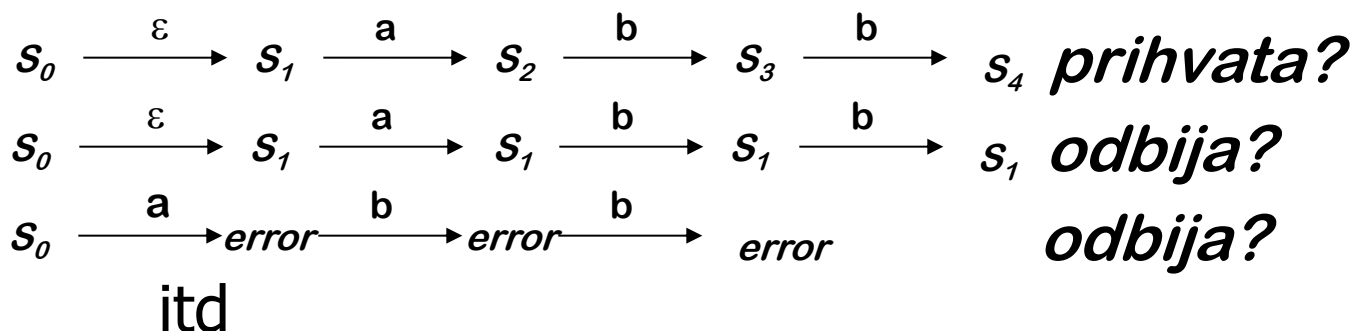 ε a b b
S₀ S₁ S₂ S₃ S₄ prihvata?
ε a b b
S₀ S₁ S₁ S₁ S₁ odbija?
a b b
S₀ error error error odbija?
itd